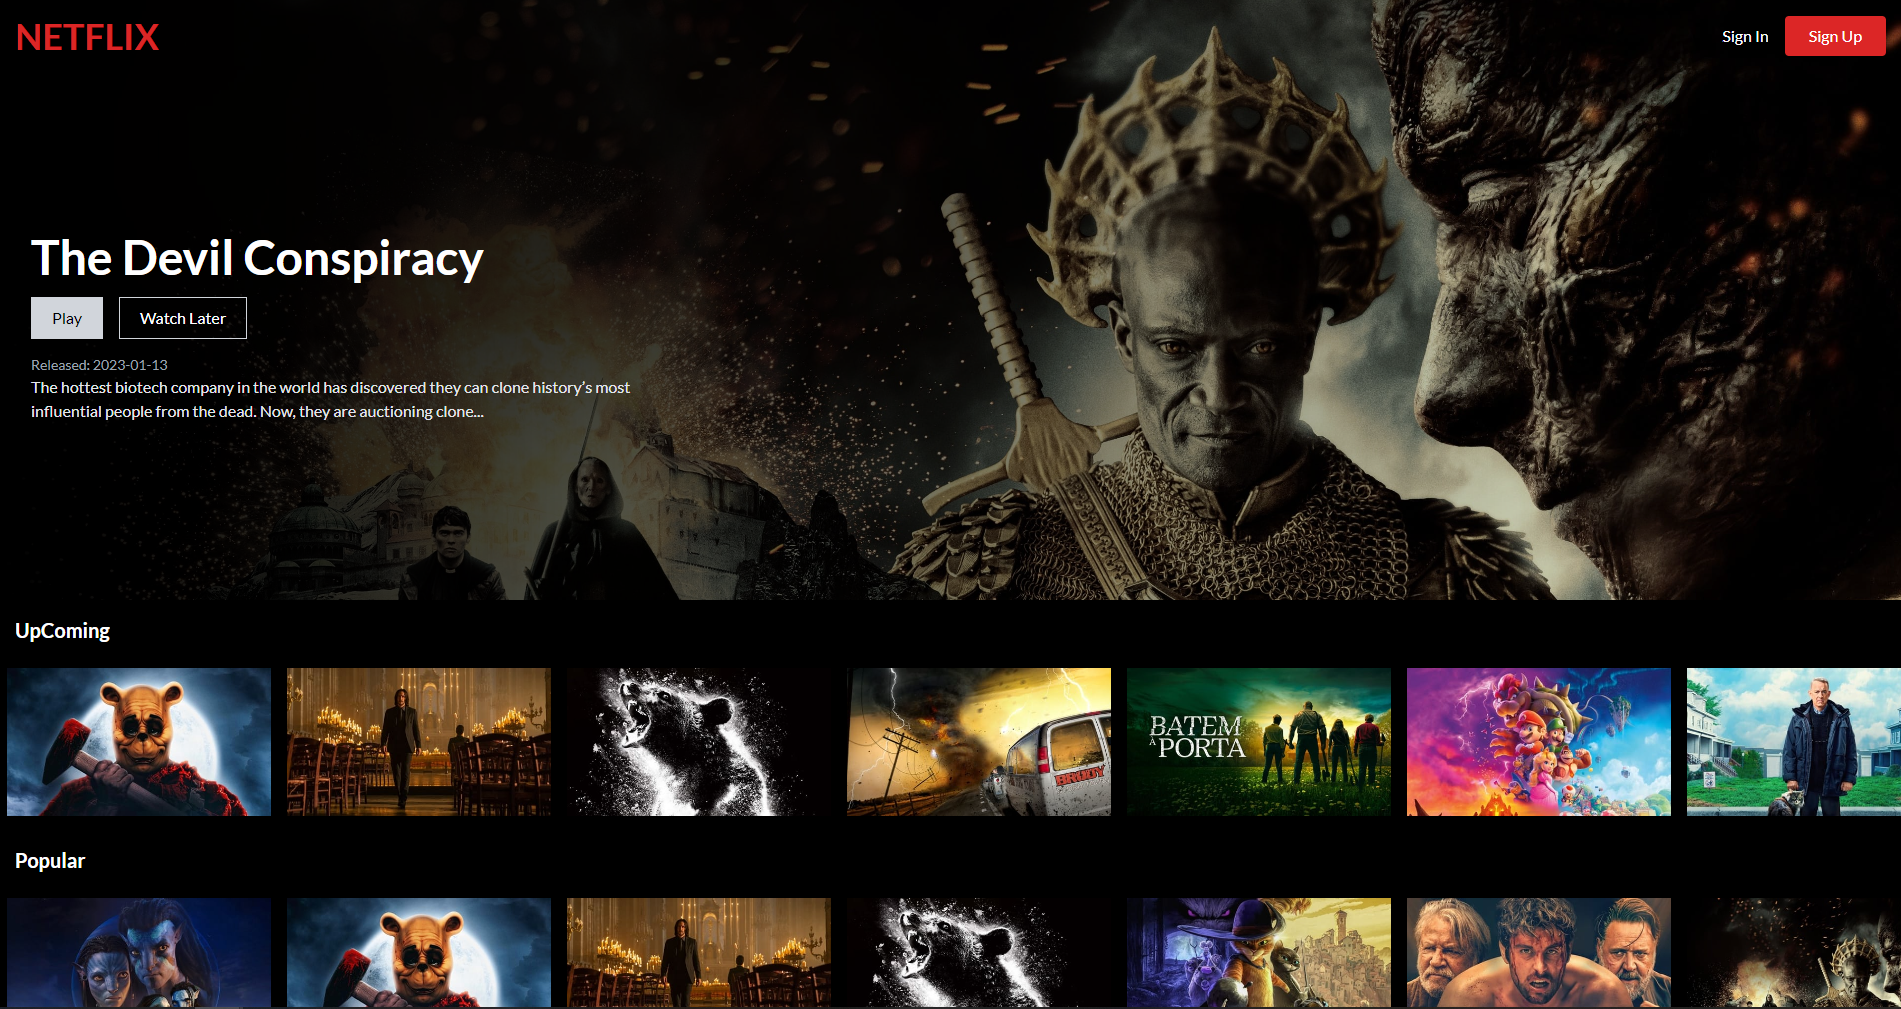 NETFLIX
Sign In
Sign Up
The Devil Conspiracy
Play
Watch Later
Released: 2023-01-13
The hottest biotech company in the world has discovered they can clone history’s most
influential people from the dead. Now, they are auctioning clone...
UpComing
BRODY
BATEM
À PORTA
Popular